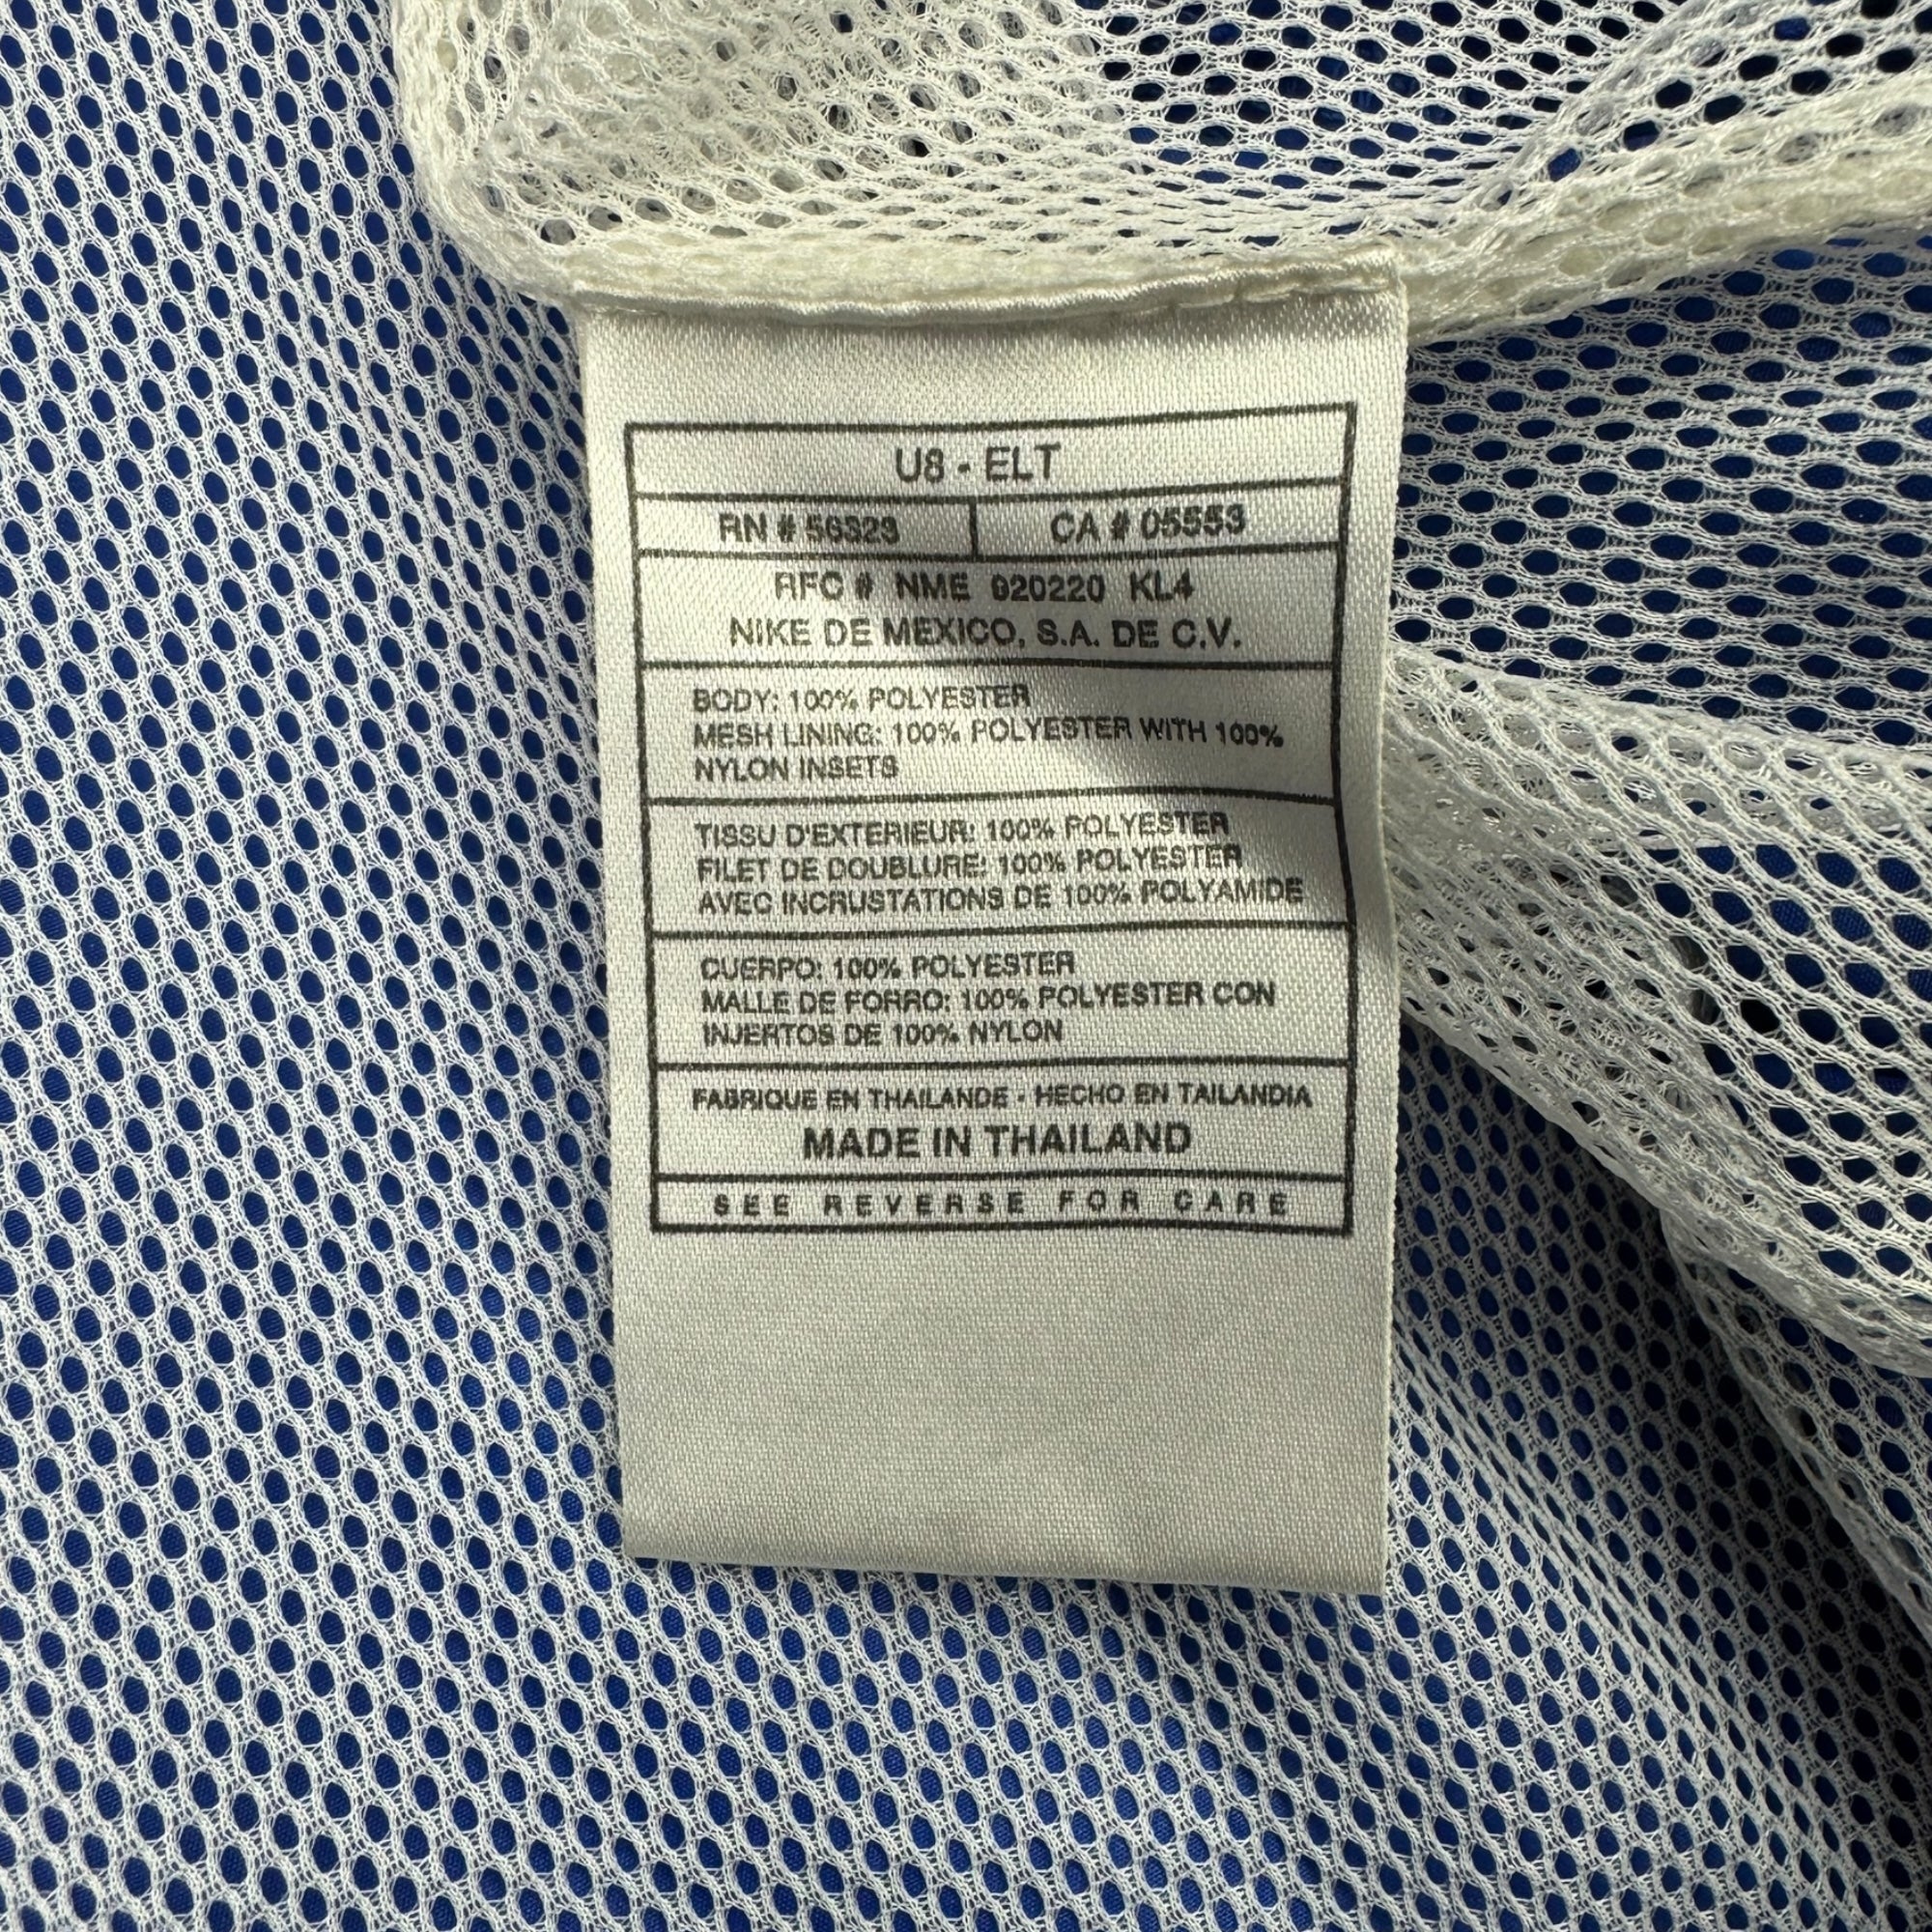 U8 - ELT
RN # 56323 CA # 05553
RFC # NME 920220 KL4
NIKE DE MEXICO, S.A. DE C.V.
BODY: 100% POLYESTER
MESH LINING: 100% POLYESTER WITH 100%
NYLON INSETS
TISSU D'EXTERIEUR: 100% POLYESTER
FILET DE DOUBLURE: 100% POLYESTER
AVEC INCRUSTATIONS DE 100% POLYAMIDE
CUERPO: 100% POLYESTER
MALLE DE FORRO: 100% POLYESTER CON
INJERTOS DE 100% NYLON
FABRIQUE EN THAILANDE - HECHO EN TAILANDIA
MADE IN THAILAND
SEE REVERSE FOR CARE